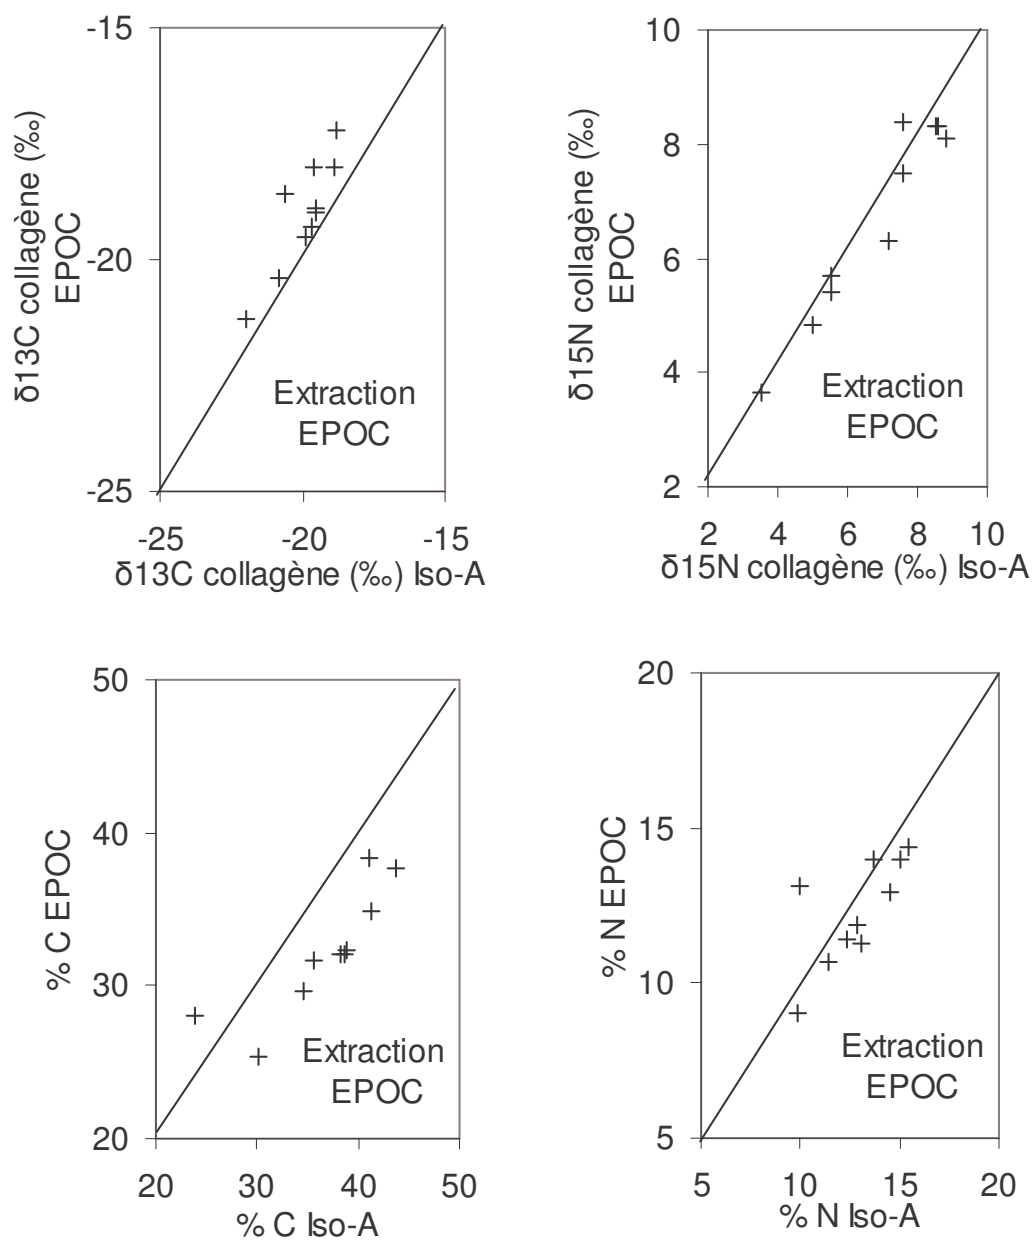 -15
-20
-25
δ13C collagène (‰)
EPOC
Extraction
EPOC
-25 -20 -15
δ13C collagène (‰) Iso-A
10
8
6
4
2
δ15N collagène (‰)
EPOC
Extraction
EPOC
2 4 6 8 10
δ15N collagène (‰) Iso-A
50
40
30
20
% C EPOC
Extraction
EPOC
20 30 40 50
% C Iso-A
20
15
10
5
% N EPOC
Extraction
EPOC
5 10 15 20
% N Iso-A